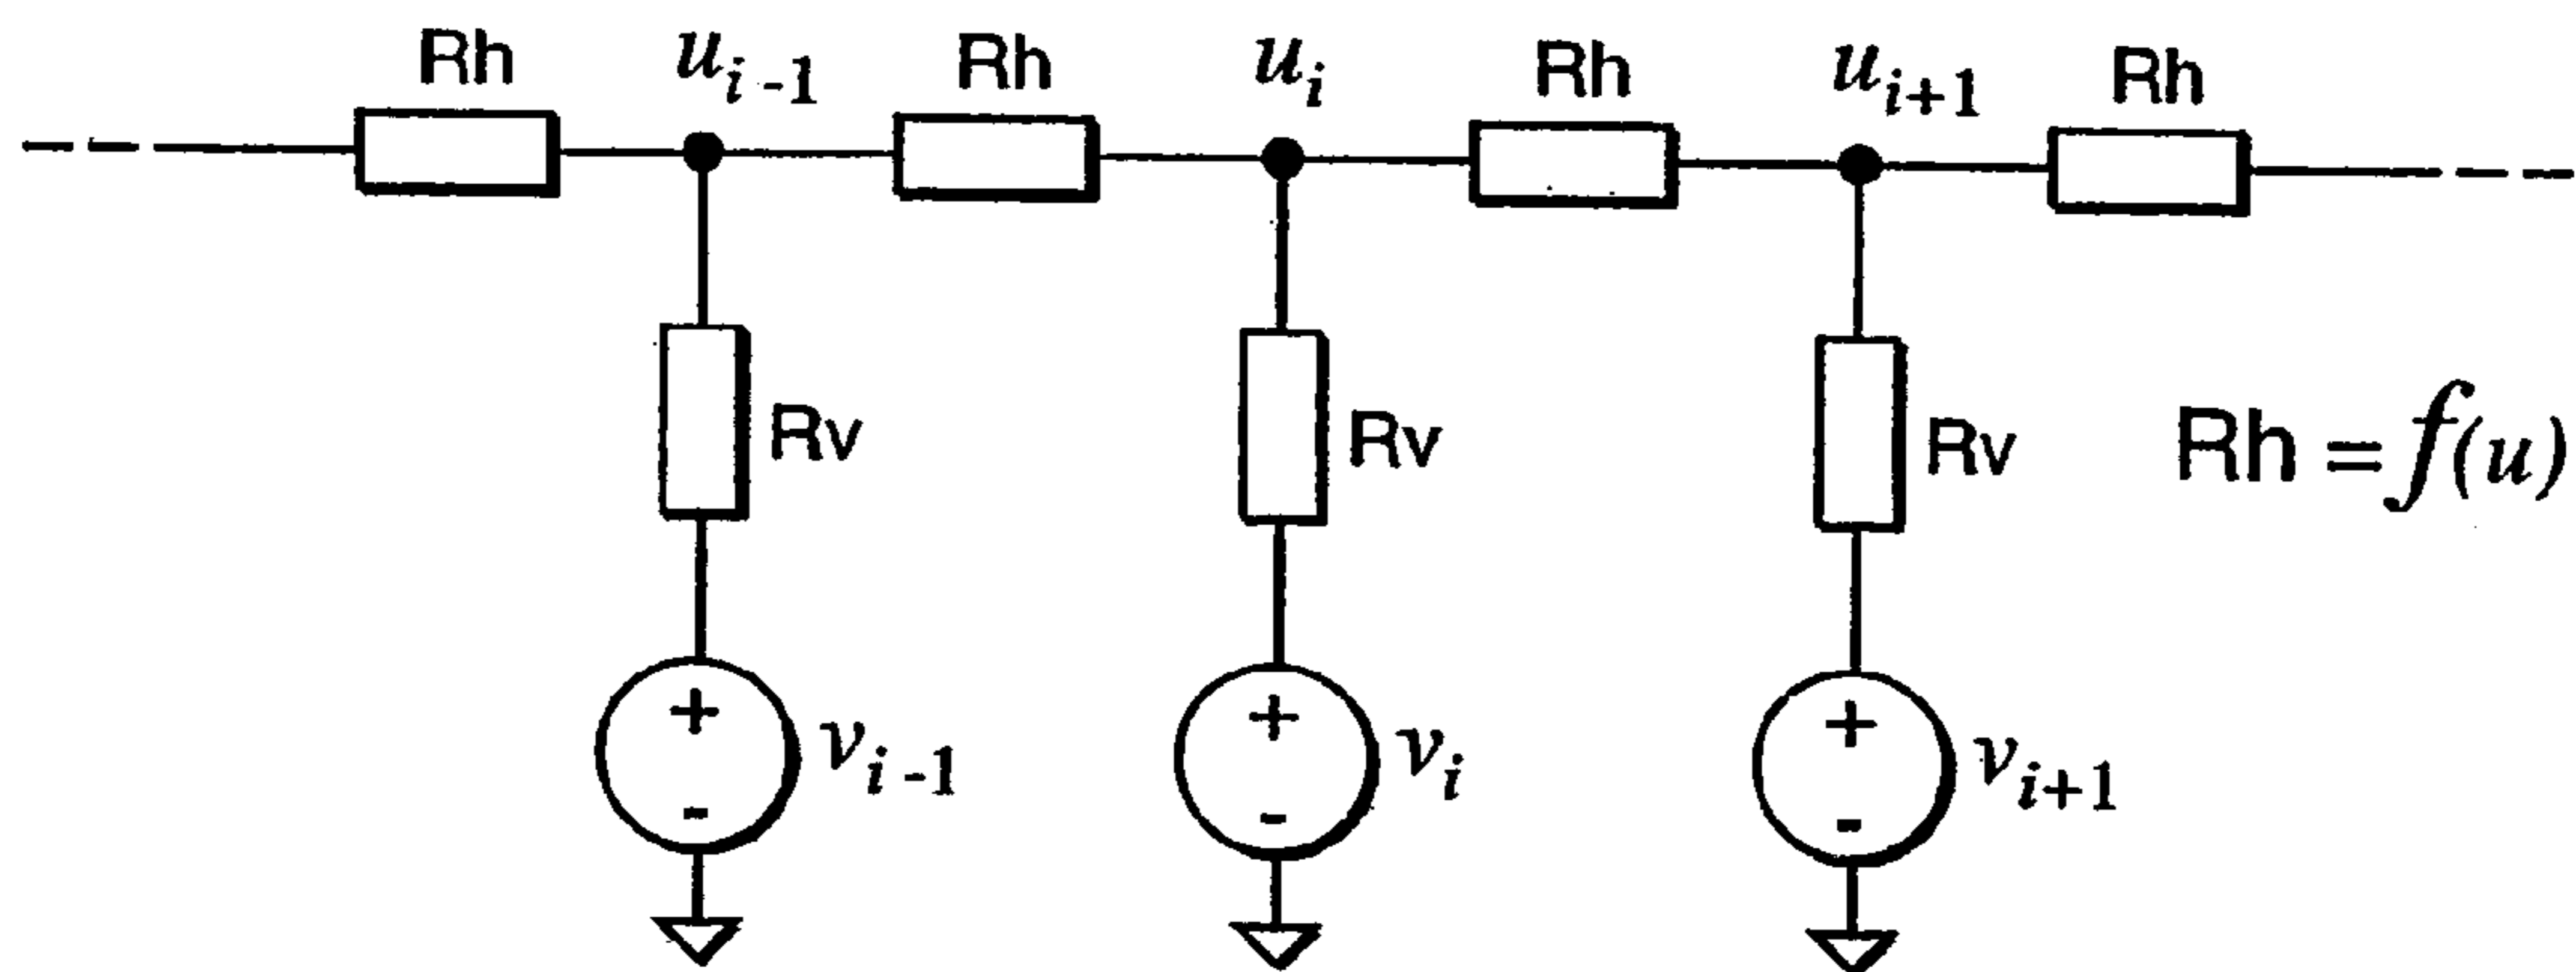 Rh u_{i-1} Rh u_i Rh u_{i+1} Rh
Rv Rv Rv Rh = f(u)
+ + +
v_{i-1} v_i v_{i+1}
- - -